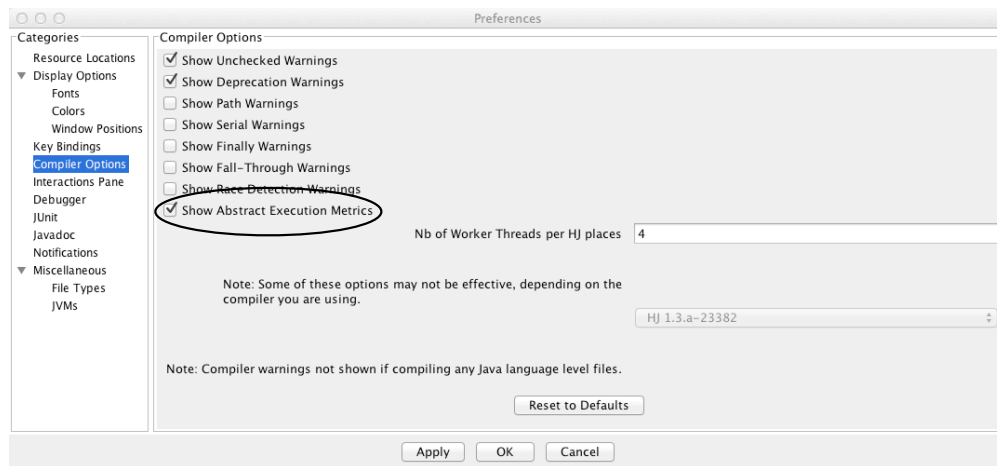 Preferences
Categories
Resource Locations
Display Options
Fonts
Colors
Window Positions
Key Bindings
Compiler Options
Interactions Pane
Debugger
JUnit
Javadoc
Notifications
Miscellaneous
File Types
JVMs
Compiler Options
Show Unchecked Warnings
Show Deprecation Warnings
Show Path Warnings
Show Serial Warnings
Show Finally Warnings
Show Fall-Through Warnings
Show Race Detection Warnings
Show Abstract Execution Metrics
Nb of Worker Threads per HJ places 4
Note: Some of these options may not be effective, depending on the
compiler you are using.
HJ 1.3.a-23382
Note: Compiler warnings not shown if compiling any Java language level files.
Reset to Defaults
Apply OK Cancel